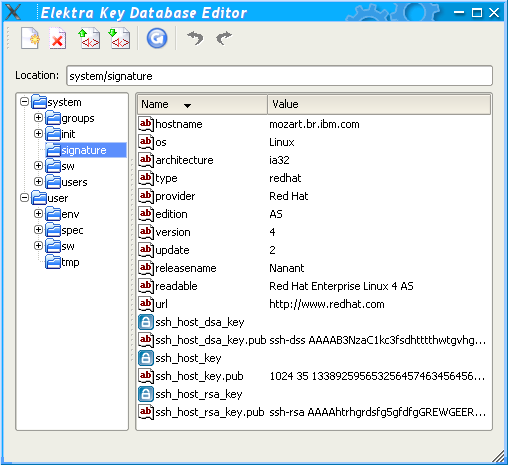 Elektra Key Database Editor
Location: system/signature
system
groups
init
signature
sw
users
user
env
spec
sw
tmp
Name Value
hostname mozart.br.ibm.com
os Linux
architecture ia32
type redhat
provider Red Hat
edition AS
version 4
update 2
releasename Nanant
readable Red Hat Enterprise Linux 4 AS
url http://www.redhat.com
ssh_host_dsa_key
ssh_host_dsa_key.pub ssh-dss AAAAB3NzaC1kc3fsdhtttthwtgvhg...
ssh_host_key
ssh_host_key.pub 1024 35 133892595653256457463456456...
ssh_host_rsa_key
ssh_host_rsa_key.pub ssh-rsa AAAAhtrhgrdsfg5gfdfgGREWGEER...